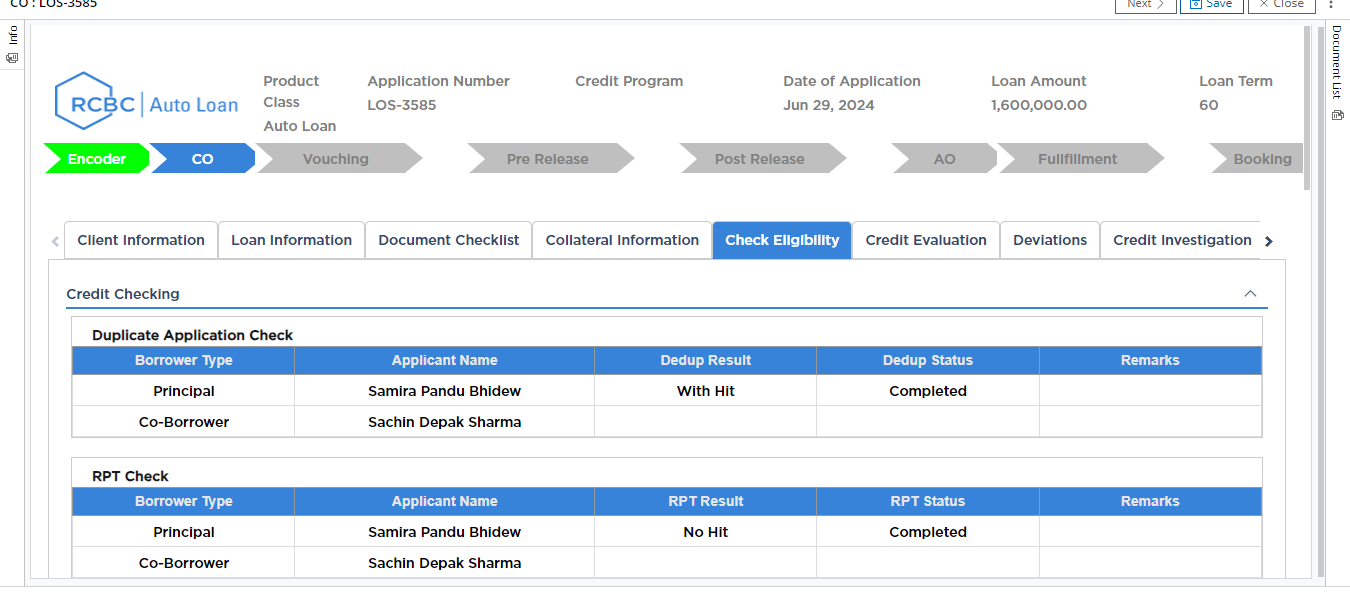 CO : LOS-3585
Next Save Close
Info
Document List
RCBC Auto Loan
Product Class
Auto Loan
Application Number
LOS-3585
Credit Program
Date of Application
Jun 29, 2024
Loan Amount
1,600,000.00
Loan Term
60
Encoder CO Vouching Pre Release Post Release AO Fullfillment Booking
Client Information Loan Information Document Checklist Collateral Information Check Eligibility Credit Evaluation Deviations Credit Investigation
Credit Checking
Duplicate Application Check
Borrower Type Applicant Name Dedup Result Dedup Status Remarks
Principal Samira Pandu Bhidew With Hit Completed
Co-Borrower Sachin Depak Sharma
RPT Check
Borrower Type Applicant Name RPT Result RPT Status Remarks
Principal Samira Pandu Bhidew No Hit Completed
Co-Borrower Sachin Depak Sharma